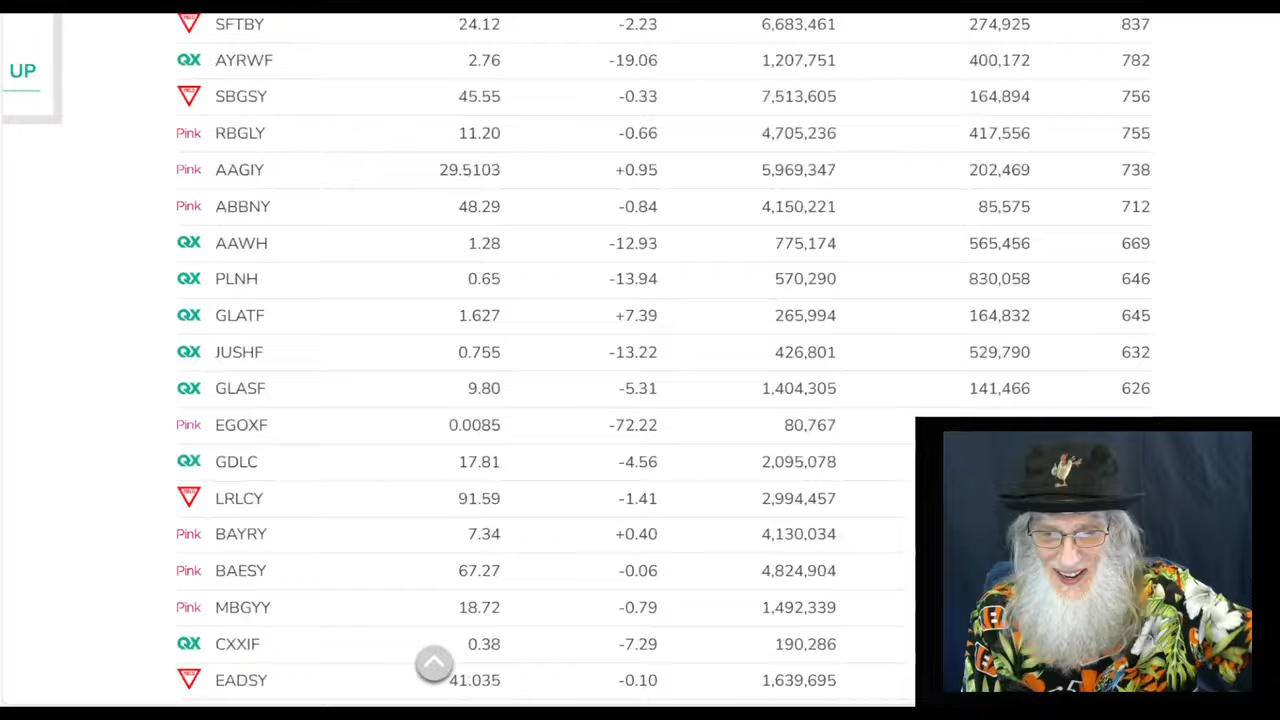 SFTBY 24.12 -2.23 6,683,461 274,925 837
QX AYRWF 2.76 -19.06 1,207,751 400,172 782
UP
SBGSY 45.55 -0.33 7,513,605 164,894 756
Pink RBGLY 11.20 -0.66 4,705,236 417,556 755
Pink AAGIY 29.5103 +0.95 5,969,347 202,469 738
Pink ABBNY 48.29 -0.84 4,150,221 85,575 712
QX AAWH 1.28 -12.93 775,174 565,456 669
QX PLNH 0.65 -13.94 570,290 830,058 646
QX GLATF 1.627 +7.39 265,994 164,832 645
QX JUSHF 0.755 -13.22 426,801 529,790 632
QX GLASF 9.80 -5.31 1,404,305 141,466 626
Pink EGOXF 0.0085 -72.22 80,767
QX GDLC 17.81 -4.56 2,095,078
LRLCY 91.59 -1.41 2,994,457
Pink BAYRY 7.34 +0.40 4,130,034
Pink BAESY 67.27 -0.06 4,824,904
Pink MBGYY 18.72 -0.79 1,492,339
QX CXXIF 0.38 -7.29 190,286
EADSY 41.035 -0.10 1,639,695